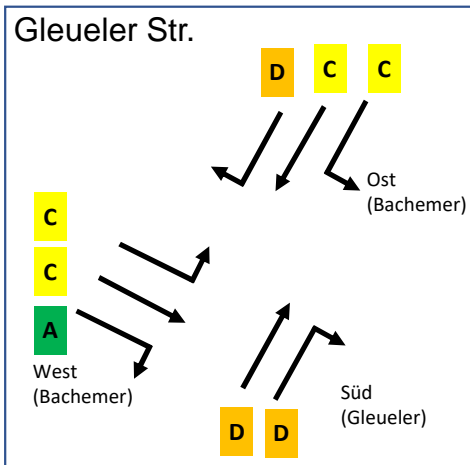 Gleueler Str.
D C C
Ost
(Bachemer)
C
C
A
West
(Bachemer)
Süd
(Gleueler)
D D